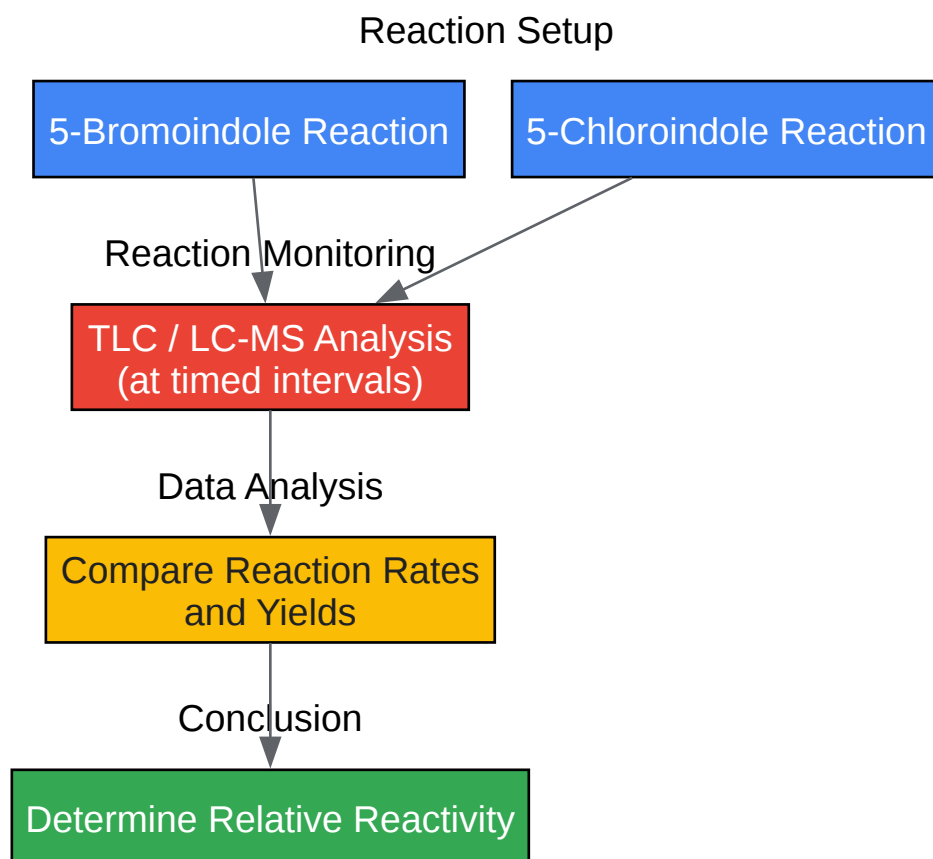 Reaction Setup
5-Bromoindole Reaction
5-Chloroindole Reaction
Reaction Monitoring
TLC / LC-MS Analysis
(at timed intervals)
Data Analysis
Compare Reaction Rates
and Yields
Conclusion
Determine Relative Reactivity